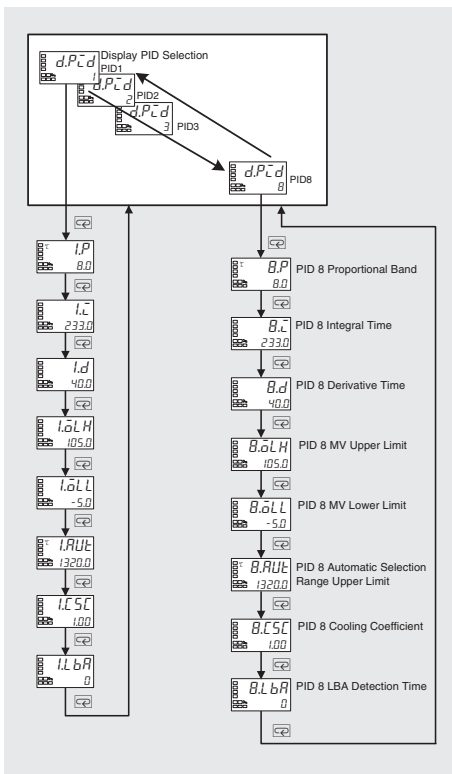 d.PID Display PID Selection
1 PID1
d.PID
2 PID2
d.PID
3 PID3
d.PID PID8
8
°C 1.P
8.0
1.I
233.0
1.d
40.0
1.oLH
105.0
1.oLL
-5.0
°C 1.AUt
1320.0
1.CSC
1.00
1.LbA
0
°C 8.P PID 8 Proportional Band
8.0
8.I PID 8 Integral Time
233.0
8.d PID 8 Derivative Time
40.0
8.oLH PID 8 MV Upper Limit
105.0
8.oLL PID 8 MV Lower Limit
-5.0
°C 8.AUt PID 8 Automatic Selection
1320.0 Range Upper Limit
8.CSC PID 8 Cooling Coefficient
1.00
8.LbA PID 8 LBA Detection Time
0